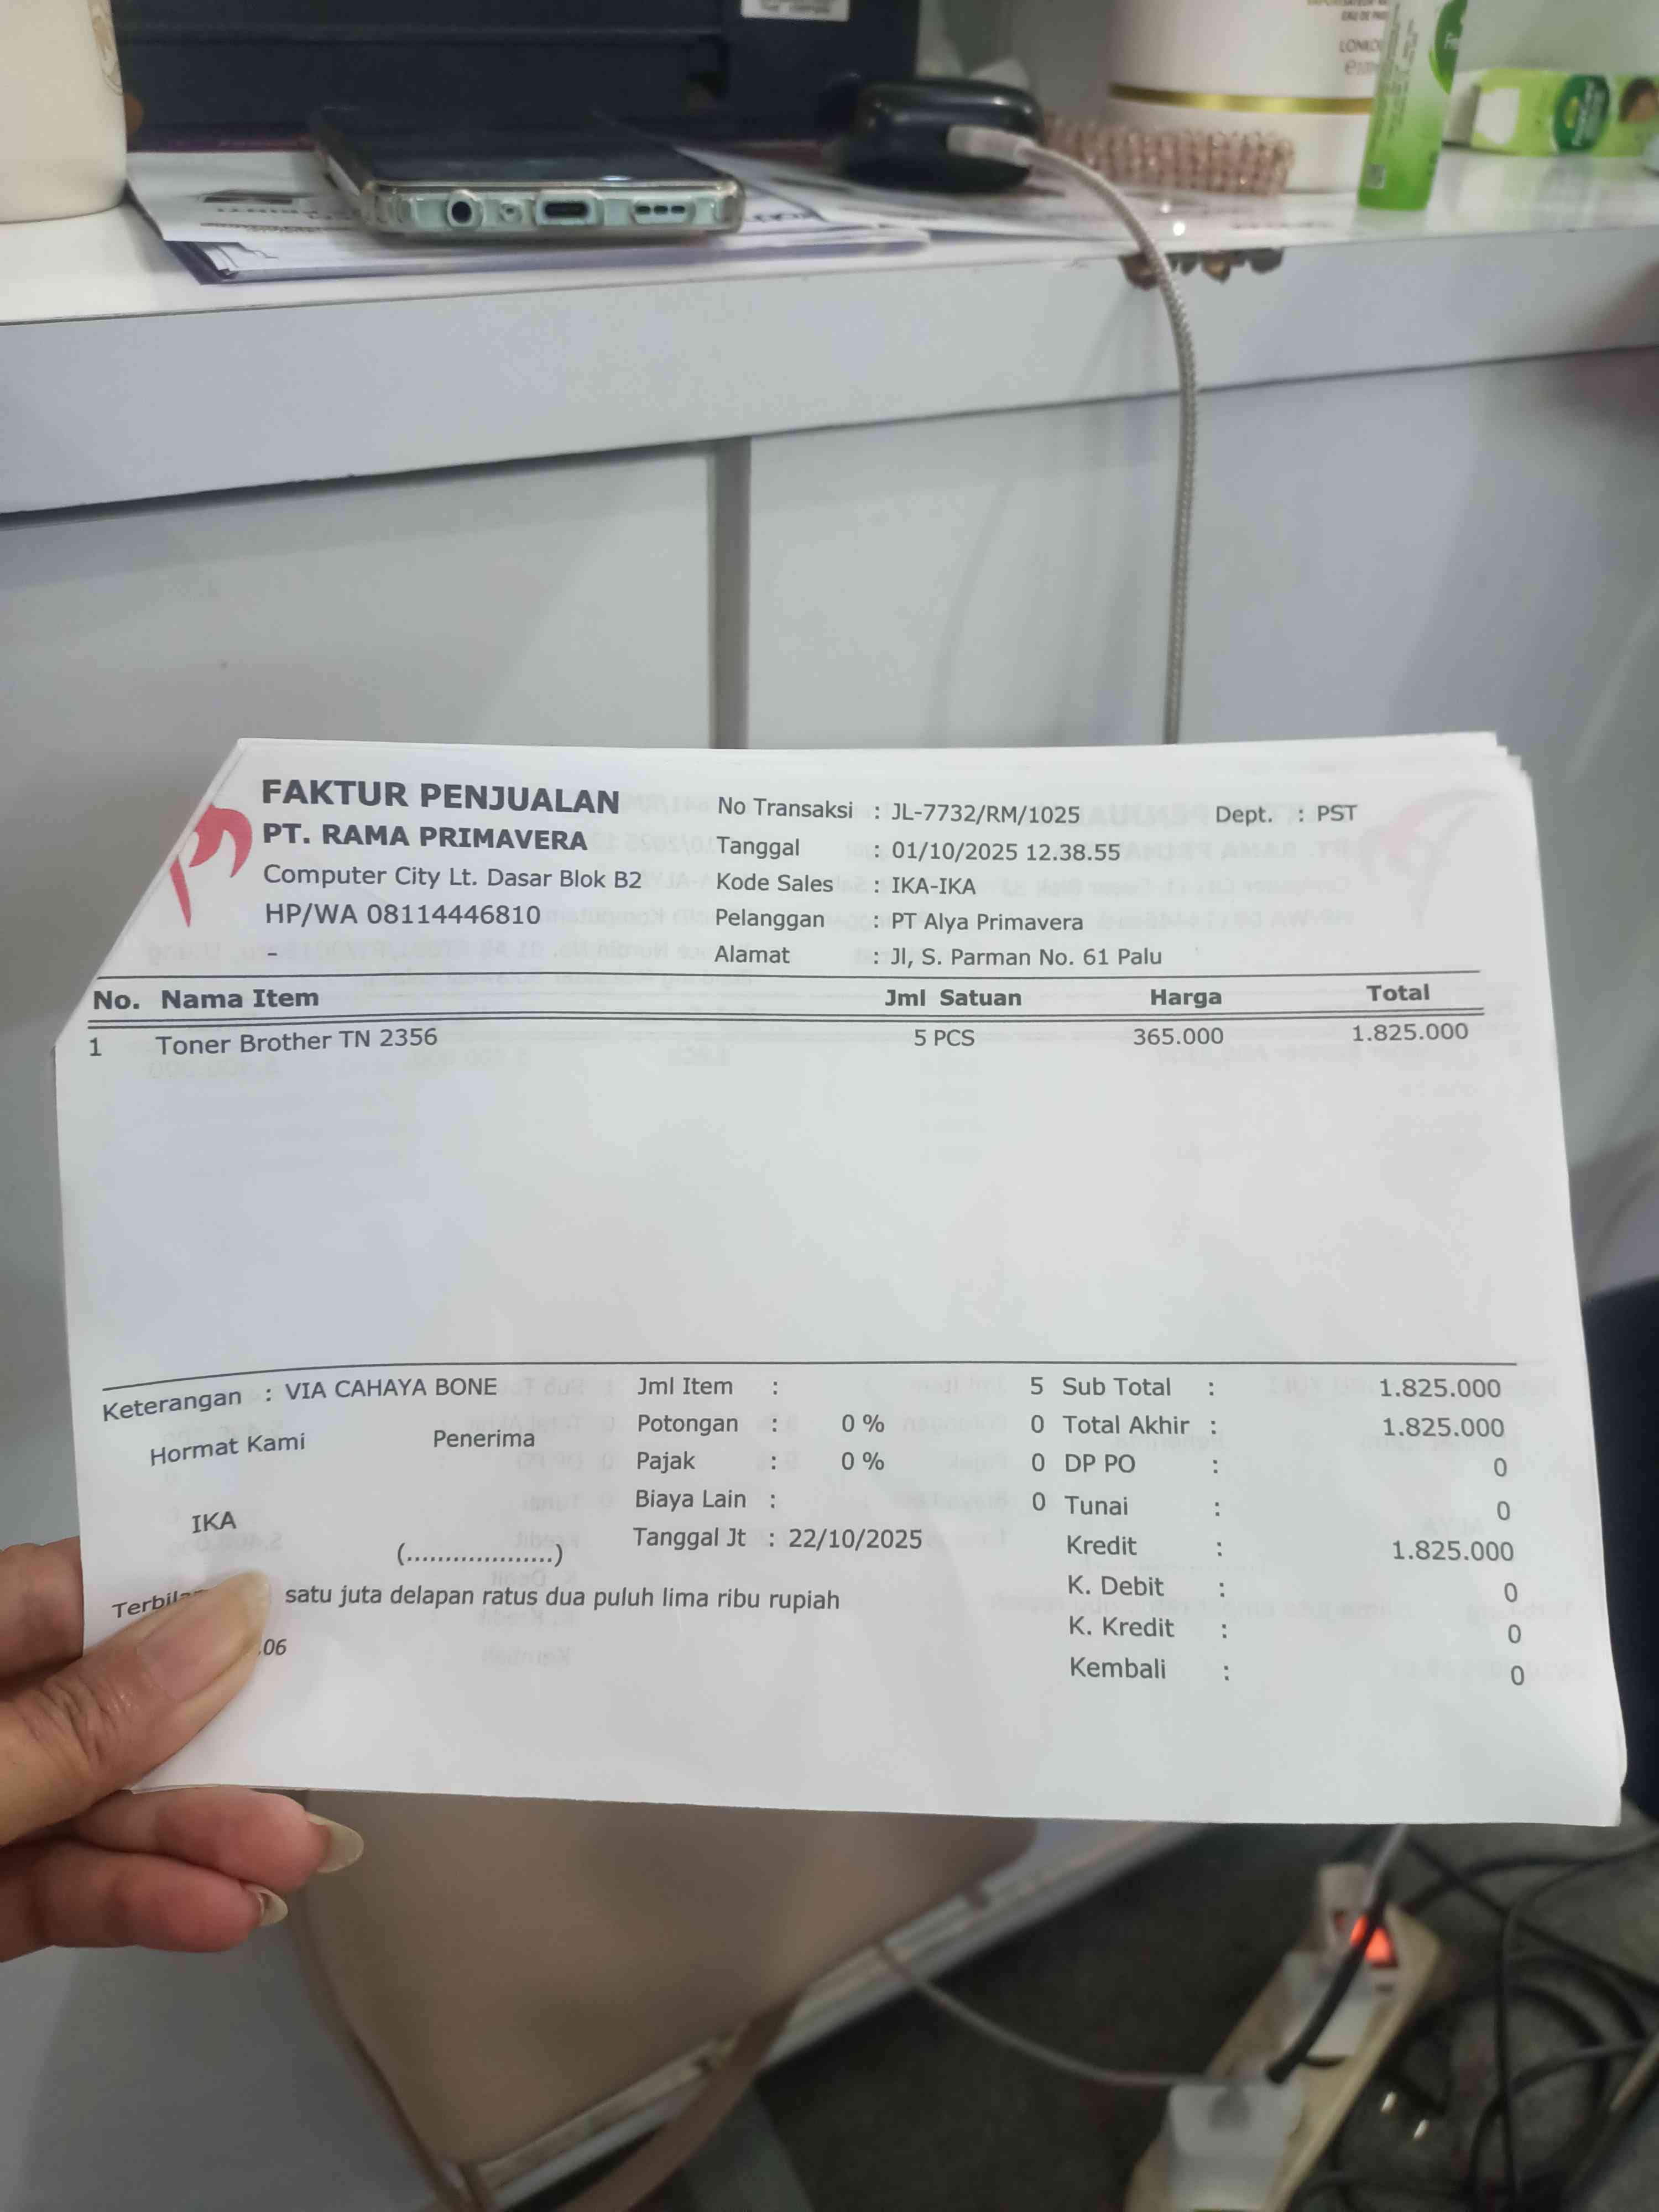 EAU DE
LONKO
FAKTUR PENJUALAN
PT. RAMA PRIMAVERA
Computer City Lt. Dasar Blok B2
HP/WA 08114446810
-
No Transaksi : JL-7732/RM/1025 Dept. : PST
Tanggal : 01/10/2025 12.38.55
Kode Sales : IKA-IKA
Pelanggan : PT Alya Primavera
Alamat : Jl, S. Parman No. 61 Palu
No. Nama Item Jml Satuan Harga Total
1 Toner Brother TN 2356 5 PCS 365.000 1.825.000
Keterangan : VIA CAHAYA BONE
Hormat Kami Penerima
IKA
(...................)
Jml Item : 5
Potongan : 0 % 0
Pajak : 0 % 0
Biaya Lain : 0
Tanggal Jt : 22/10/2025
Sub Total : 1.825.000
Total Akhir : 1.825.000
DP PO : 0
Tunai : 0
Kredit : 1.825.000
K. Debit : 0
K. Kredit : 0
Kembali : 0
satu juta delapan ratus dua puluh lima ribu rupiah
.06